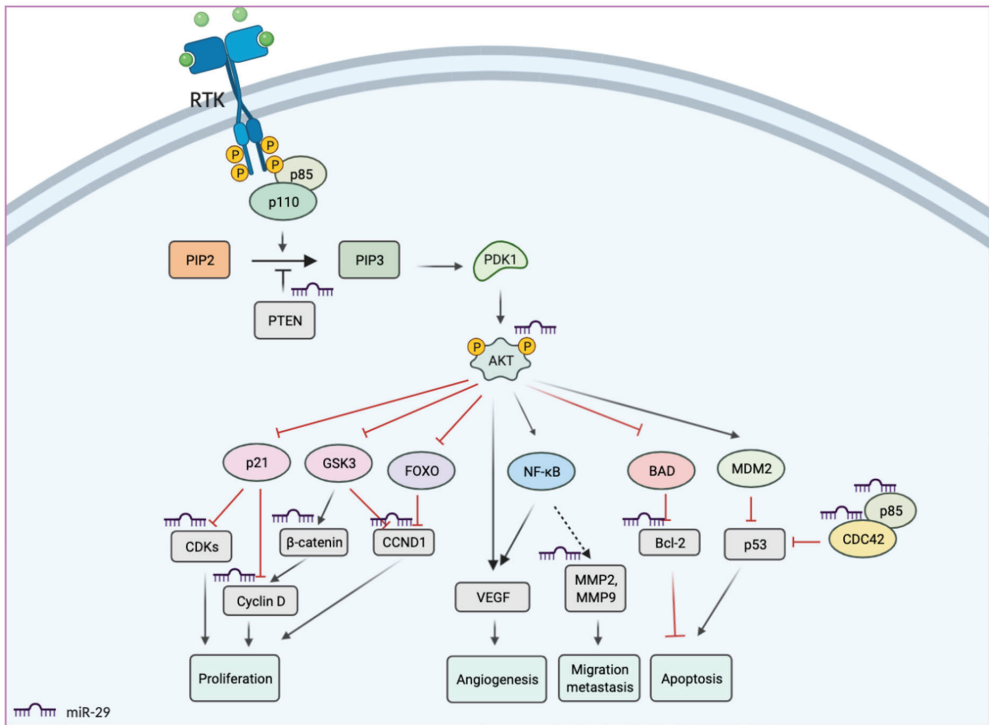 RTK
P
P
P
P
p85
p110
PIP2
PIP3
PDK1
PTEN
P
P
AKT
p21
GSK3
FOXO
NF-κB
BAD
MDM2
p85
CDKs
β-catenin
CCND1
Bcl-2
p53
CDC42
Cyclin D
VEGF
MMP2,
MMP9
Proliferation
Angiogenesis
Migration
metastasis
Apoptosis
miR-29